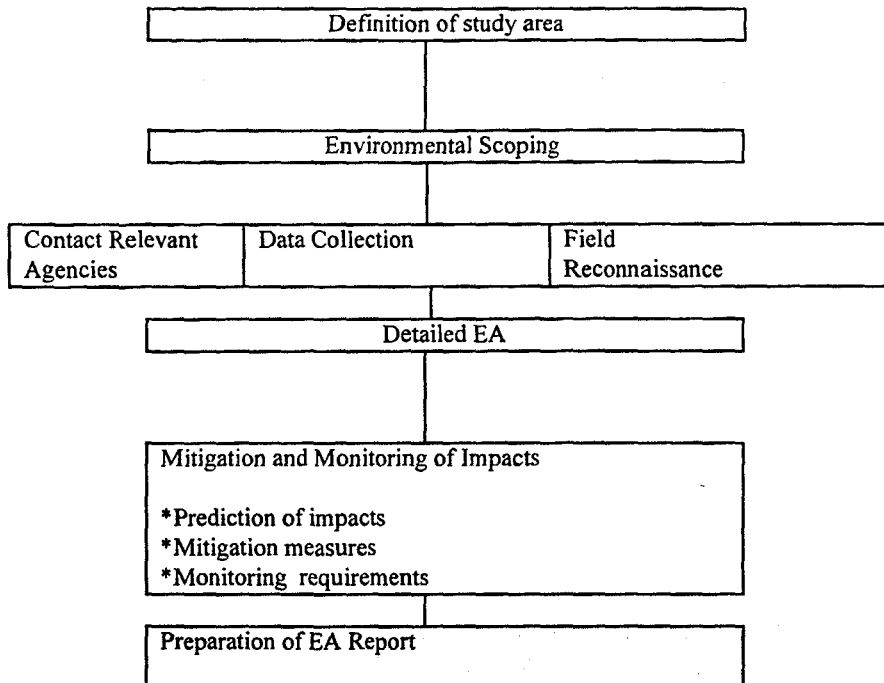 Definition of study area
Environmental Scoping
Contact Relevant
Agencies
Data Collection
Field
Reconnaissance
Detailed EA
Mitigation and Monitoring of Impacts
*Prediction of impacts
*Mitigation measures
*Monitoring requirements
Preparation of EA Report